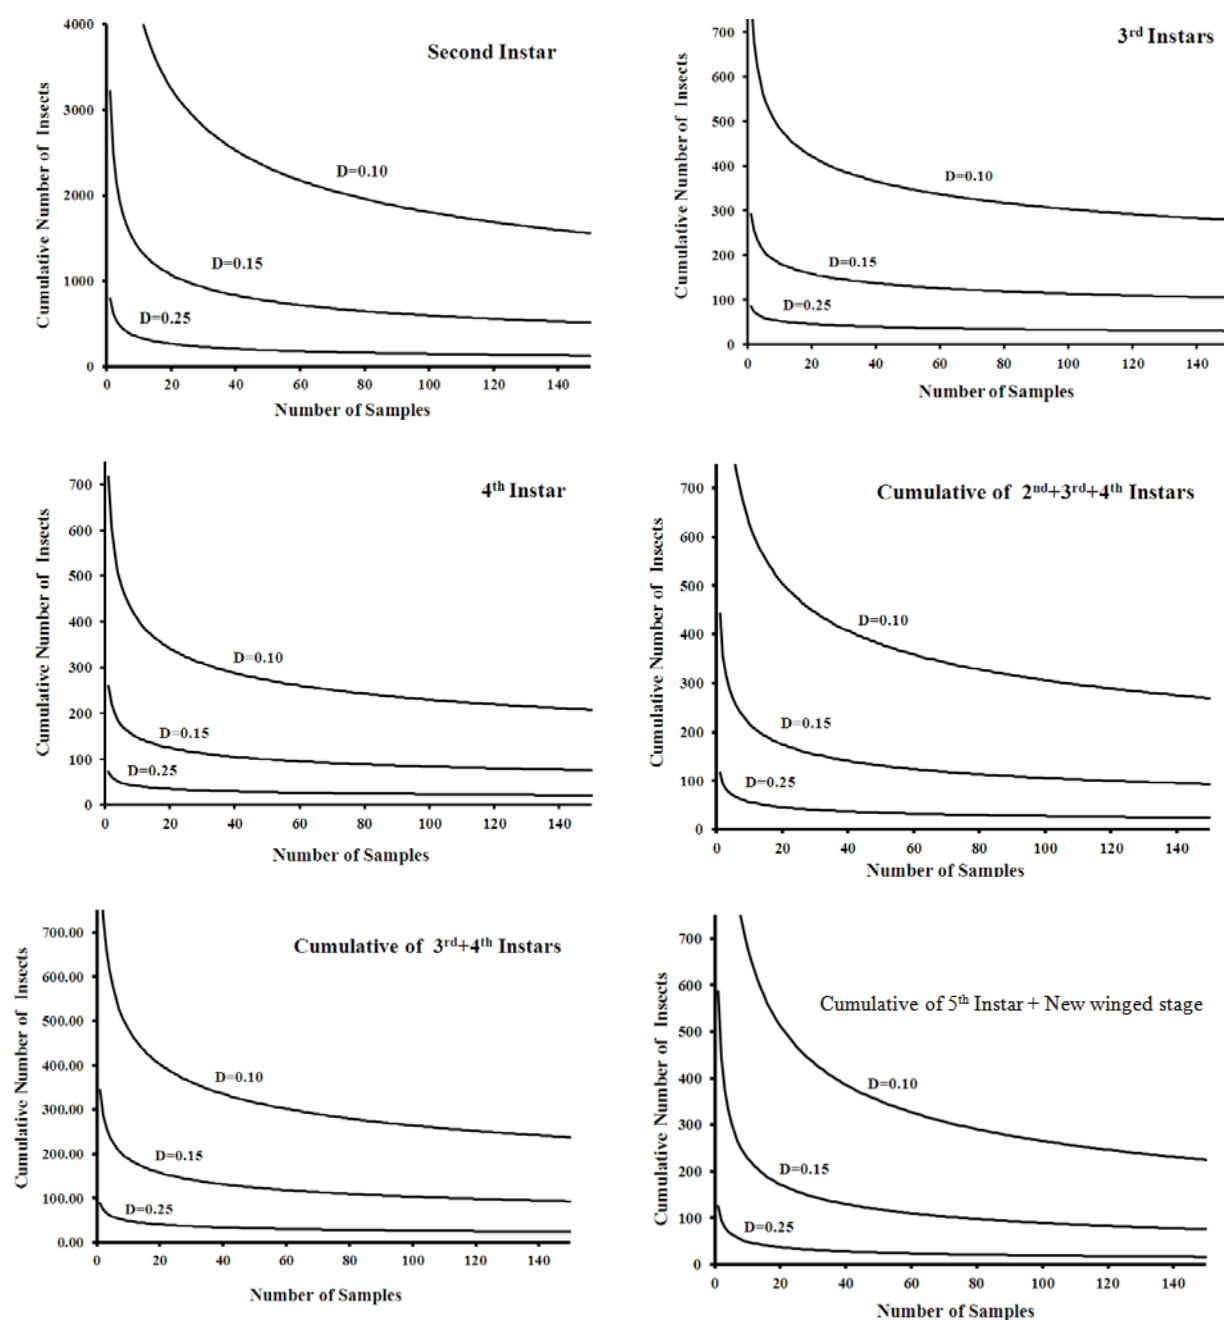 Second Instar
Cumulative Number of Insects
4000
3000
2000
1000
0
D=0.10
D=0.15
D=0.25
0 20 40 60 80 100 120 140
Number of Samples
3rd Instars
Cumulative Number of Insects
700
600
500
400
300
200
100
0
D=0.10
D=0.15
D=0.25
0 20 40 60 80 100 120 140
Number of Samples
4th Instar
Cumulative Number of Insects
700
600
500
400
300
200
100
0
D=0.10
D=0.15
D=0.25
0 20 40 60 80 100 120 140
Number of Samples
Cumulative of 2nd+3rd+4th Instars
Cumulative Number of Insects
700
600
500
400
300
200
100
0
D=0.10
D=0.15
D=0.25
0 20 40 60 80 100 120 140
Number of Samples
Cumulative of 3rd+4th Instars
Cumulative Number of Insects
700.00
600.00
500.00
400.00
300.00
200.00
100.00
0.00
D=0.10
D=0.15
D=0.25
0 20 40 60 80 100 120 140
Number of Samples
Cumulative of 5th Instar + New winged stage
Cumulative Number of Insects
700
600
500
400
300
200
100
0
D=0.10
D=0.15
D=0.25
0 20 40 60 80 100 120 140
Number of Samples